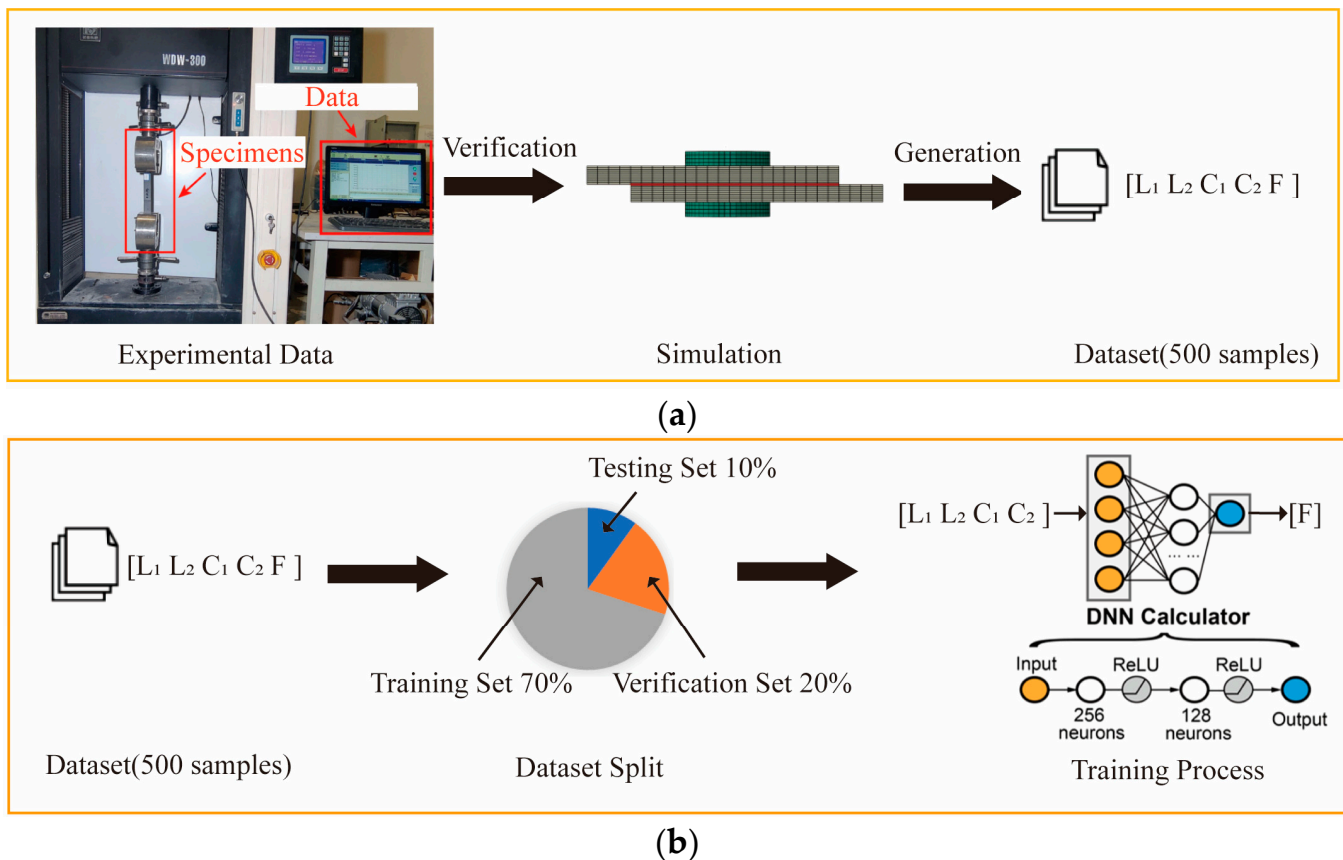 WDW-300
Data
Specimens
Verification
Generation
[L₁ L₂ C₁ C₂ F ]
Experimental Data
Simulation
Dataset(500 samples)
(a)
Testing Set 10%
[L₁ L₂ C₁ C₂ F ]
[L₁ L₂ C₁ C₂ ]
[F]
... ...
DNN Calculator
Training Set 70%
Verification Set 20%
Input
ReLU
ReLU
256
neurons
128
neurons
Output
Dataset(500 samples)
Dataset Split
Training Process
(b)